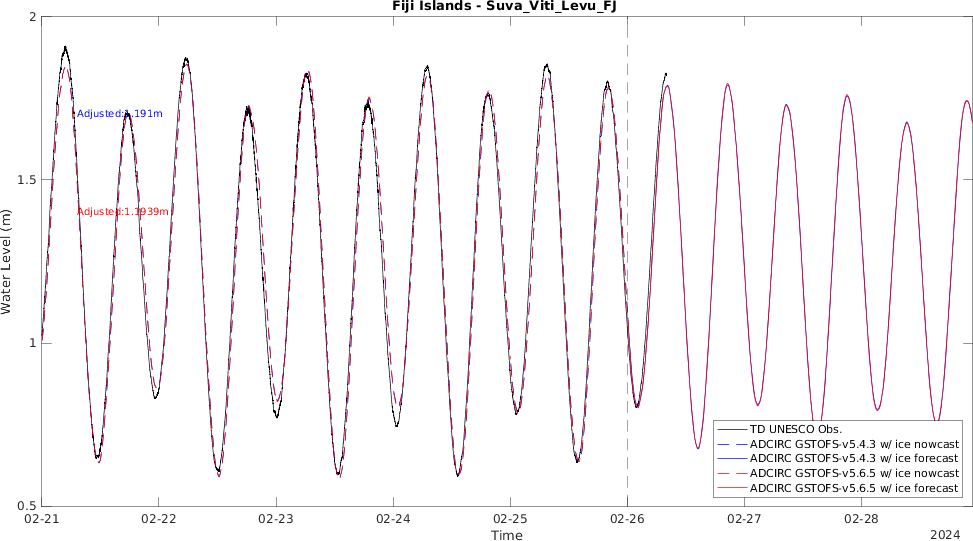 Fiji Islands - Suva_Viti_Levu_FJ
2
1.5
1
0.5
Water Level (m)
Adjusted:1.191m
Adjusted:1.1939m
TD UNESCO Obs.
ADCIRC GSTOFS-v5.4.3 w/ ice nowcast
ADCIRC GSTOFS-v5.4.3 w/ ice forecast
ADCIRC GSTOFS-v5.6.5 w/ ice nowcast
ADCIRC GSTOFS-v5.6.5 w/ ice forecast
02-21 02-22 02-23 02-24 02-25 02-26 02-27 02-28
Time
2024